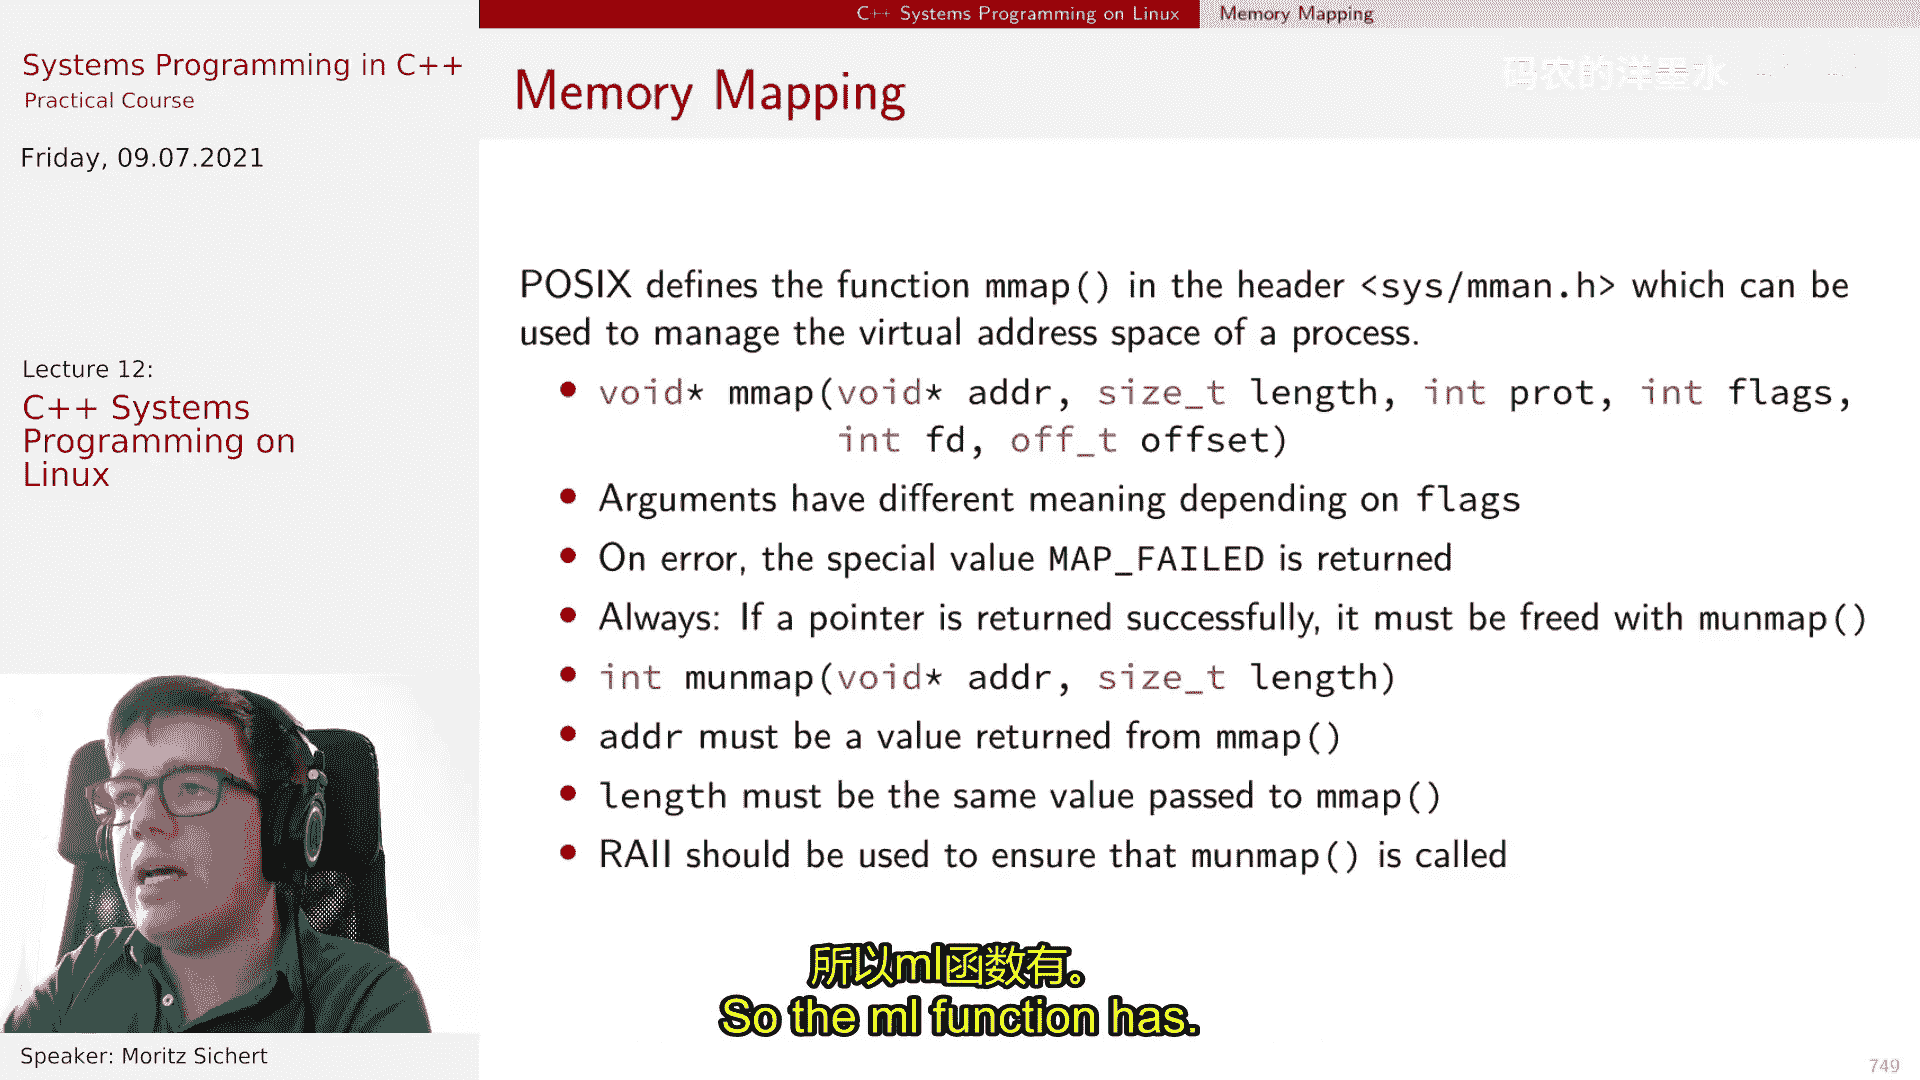 C++ Systems Programming on Linux
Memory Mapping
Systems Programming in C++
Practical Course
Friday, 09.07.2021
Lecture 12:
C++ Systems
Programming on
Linux
Speaker: Moritz Sichert
Memory Mapping
码农的洋墨水
POSIX defines the function mmap() in the header <sys/mman.h> which can be
used to manage the virtual address space of a process.
• void* mmap(void* addr, size_t length, int prot, int flags,
int fd, off_t offset)
• Arguments have different meaning depending on flags
• On error, the special value MAP_FAILED is returned
• Always: If a pointer is returned successfully, it must be freed with munmap()
• int munmap(void* addr, size_t length)
• addr must be a value returned from mmap()
• length must be the same value passed to mmap()
• RAII should be used to ensure that munmap() is called
所以ml函数有。
So the ml function has.
749